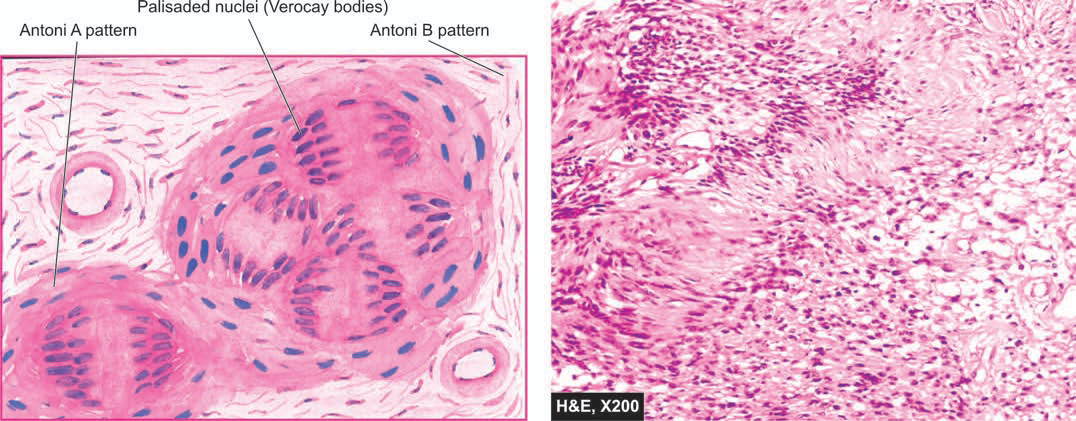 Palisaded nuclei (Verocay bodies)
Antoni A pattern
Antoni B pattern
H&E, X200